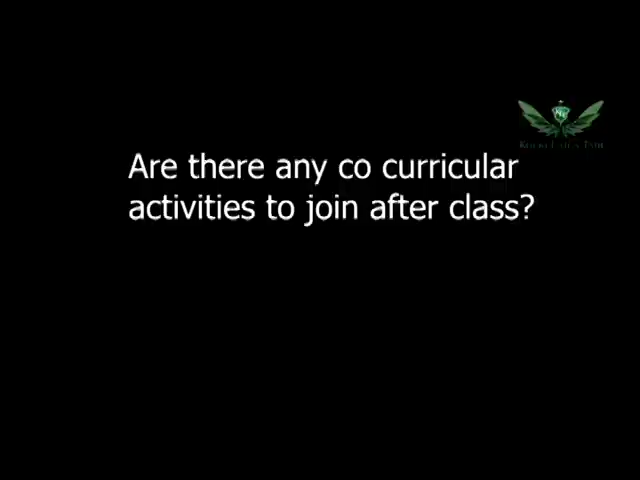 Are there any co curricular
activities to join after class?